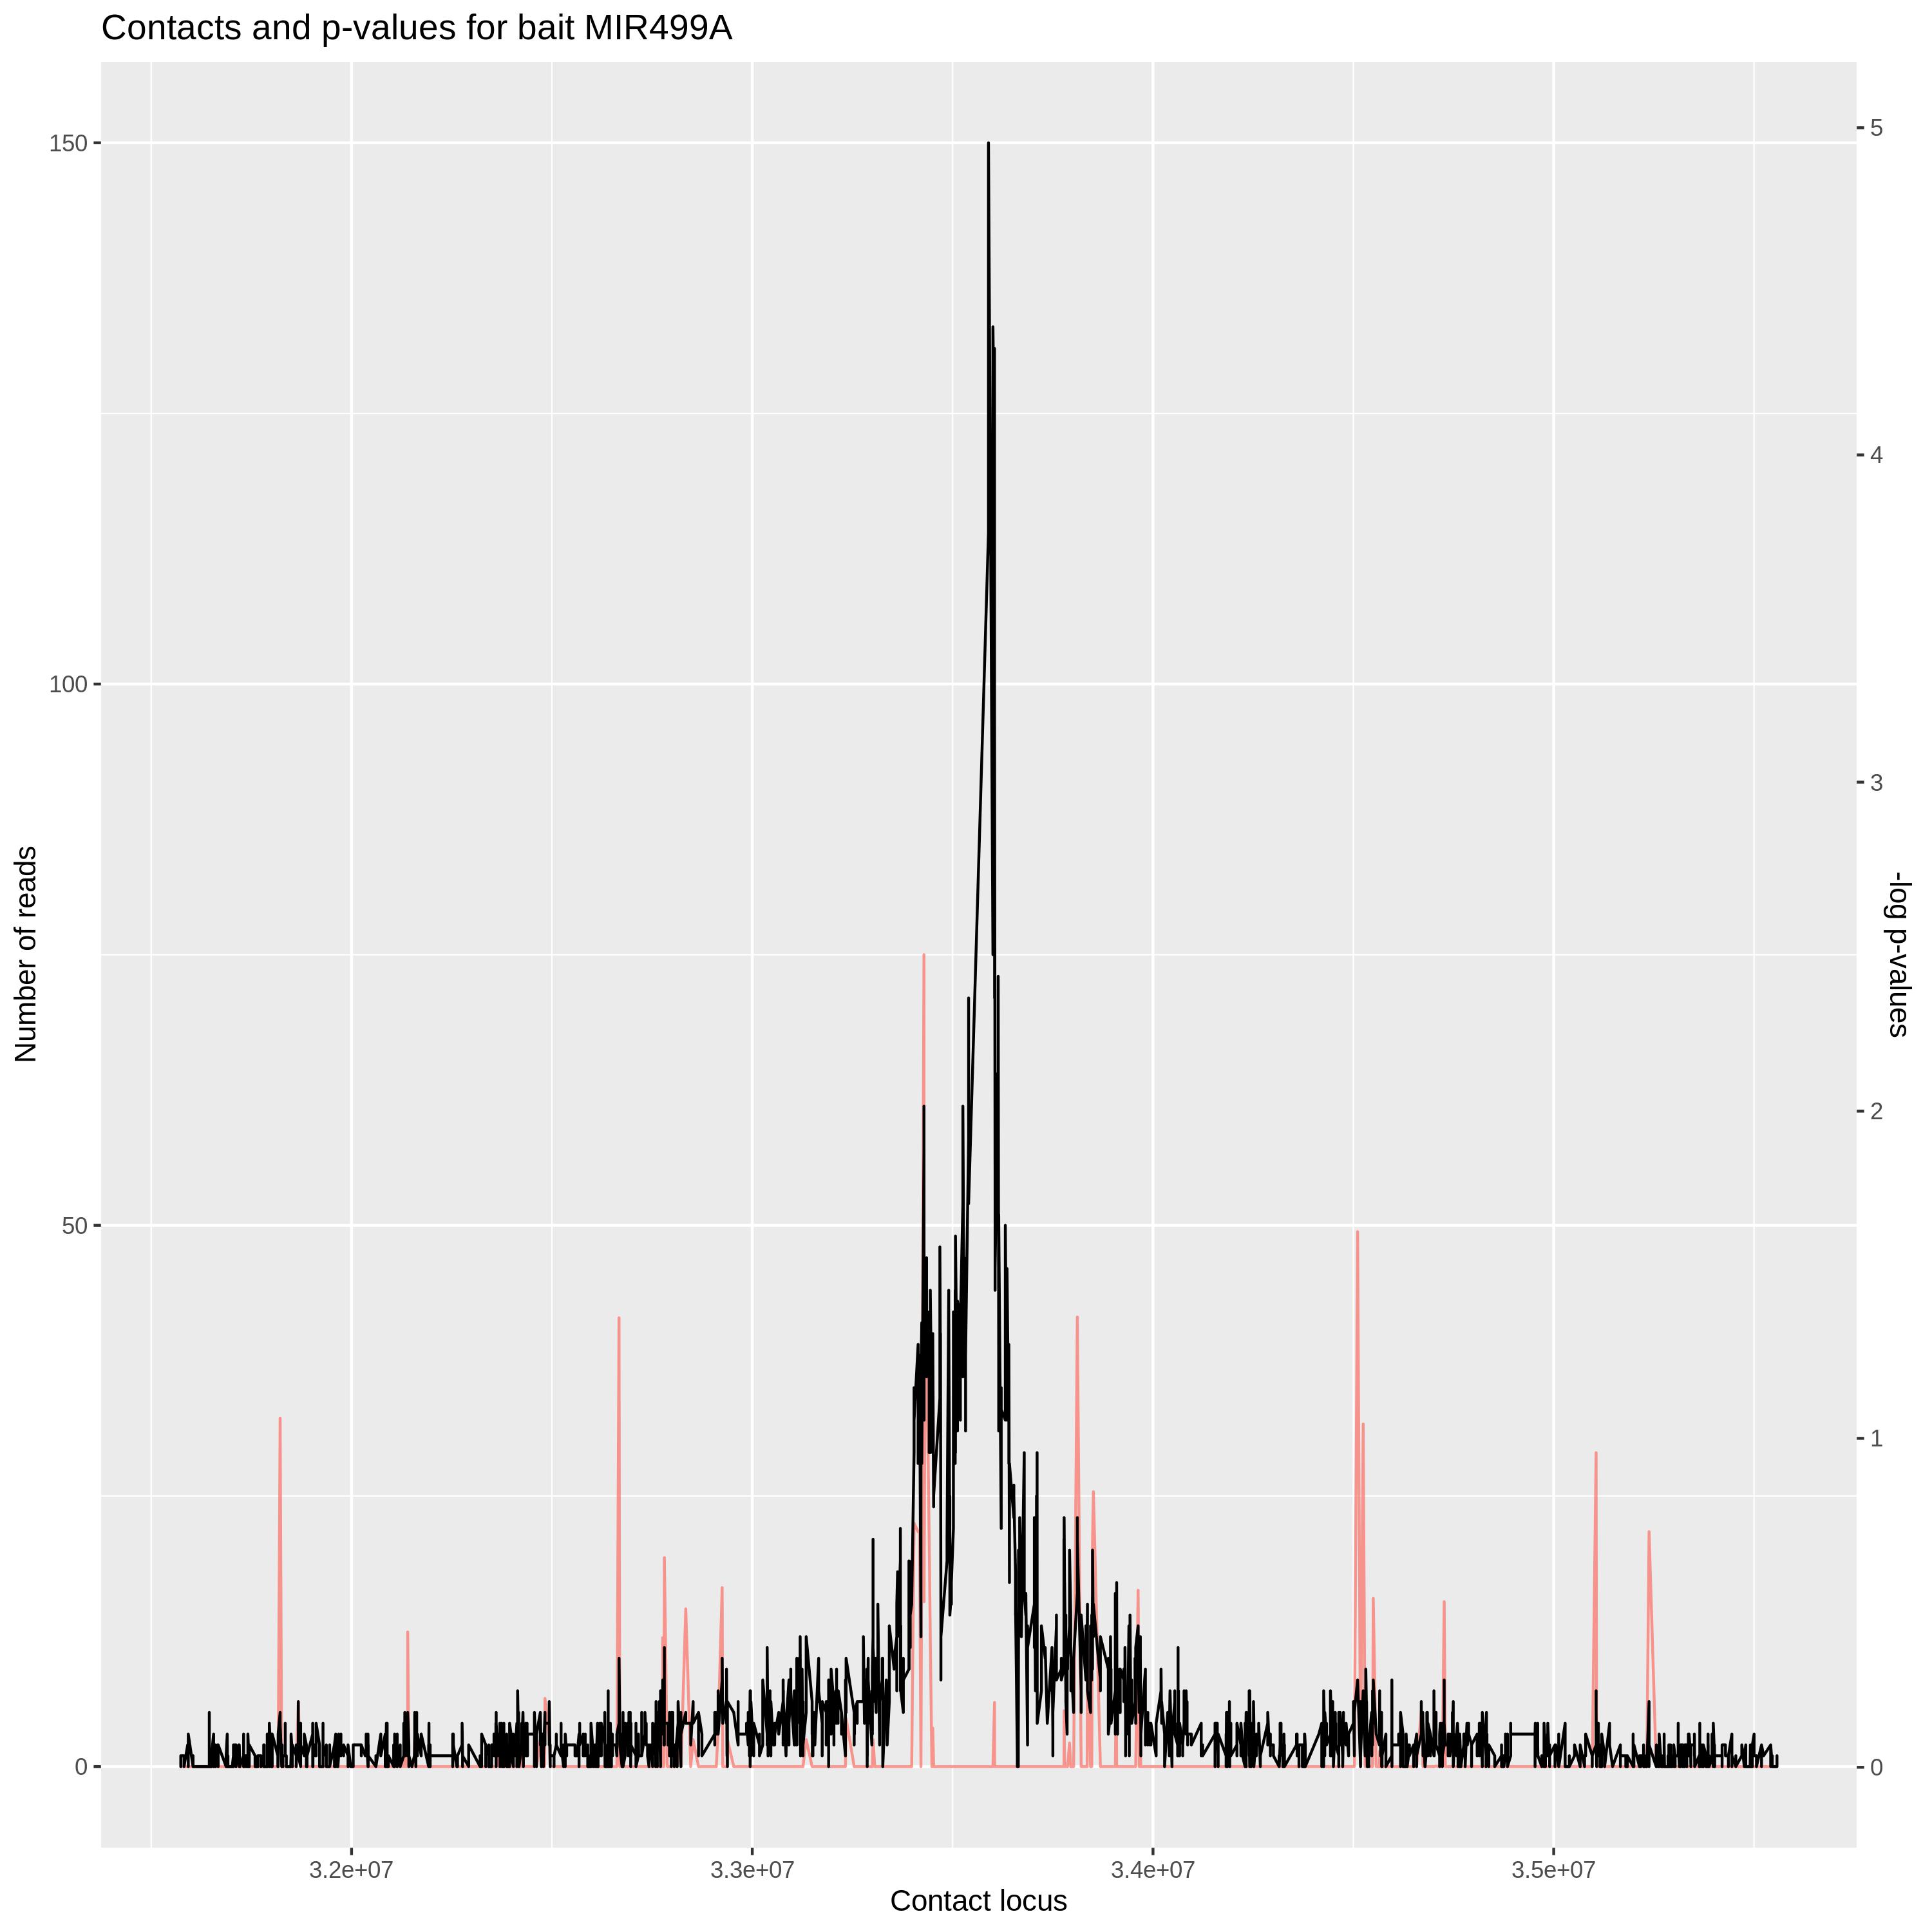 Contacts and p-values for bait MIR499A
150
100
50
0
Number of reads
5
4
3
2
1
0
-log p-values
3.2e+07
3.3e+07
3.4e+07
3.5e+07
Contact locus